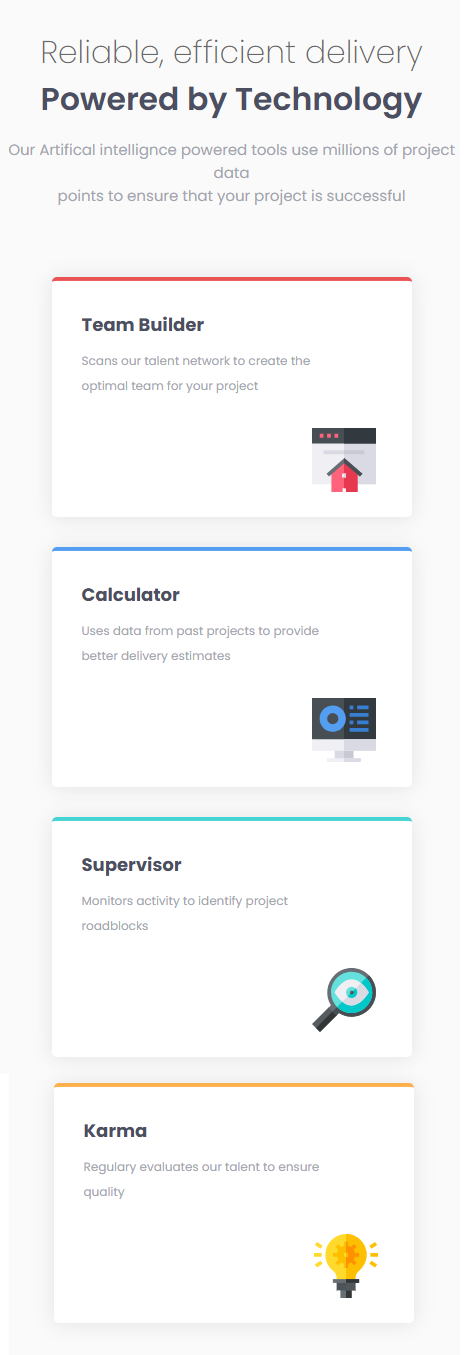 Reliable, efficient delivery
Powered by Technology
Our Artifical intellignce powered tools use millions of project
data
points to ensure that your project is successful
Team Builder
Scans our talent network to create the
optimal team for your project
Calculator
Uses data from past projects to provide
better delivery estimates
Supervisor
Monitors activity to identify project
roadblocks
Karma
Regulary evaluates our talent to ensure
quality